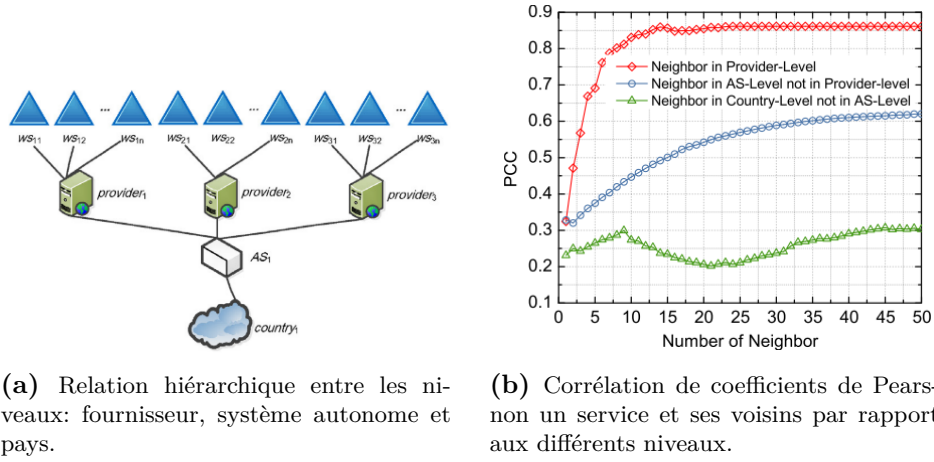 ... ... ...
ws11 ws12 ws1n ws21 ws22 ws2n ws31 ws32 ws3n
provider1 provider2 provider3
AS1
country1
0.9
0.8
0.7
0.6
0.5
0.4
0.3
0.2
0.1
PCC
Neighbor in Provider-Level
Neighbor in AS-Level not in Provider-level
Neighbor in Country-Level not in AS-Level
0 5 10 15 20 25 30 35 40 45 50
Number of Neighbor
(a) Relation hiérarchique entre les ni-
veaux: fournisseur, système autonome et
pays.
(b) Corrélation de coefficients de Pears-
non un service et ses voisins par rapport
aux différents niveaux.